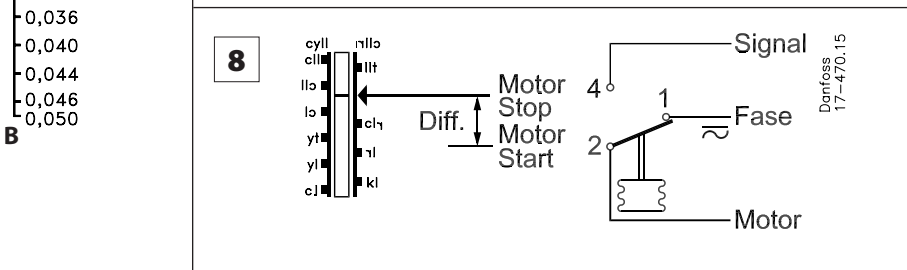 0,036
0,040
0,044
0,046
0,050
B
8
Motor
Stop
Diff.
Motor
Start
4
1
2
Signal
Fase
Motor
Danfoss
17-470.15